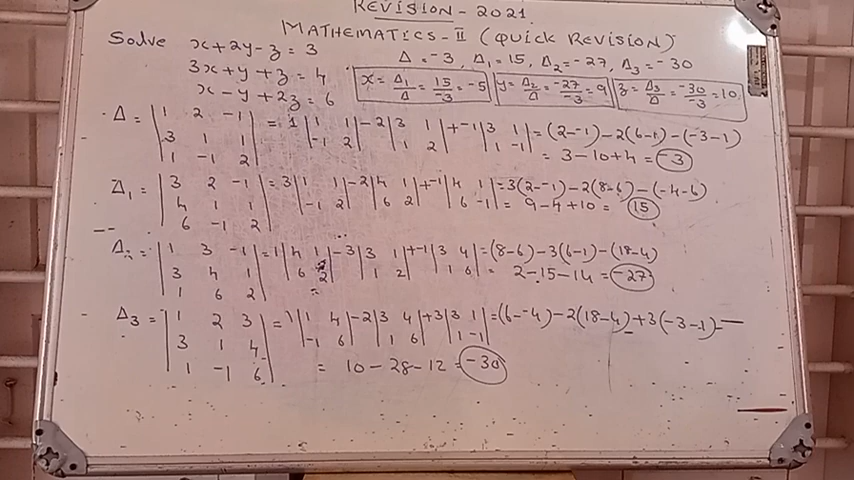 REVISION - 2021
MATHEMATICS-II (QUICK REVISION)
Solve x+2y-z=3
3x+y+z=4
x-y+2z=6
Δ=-3, Δ1=15, Δ2=-27, Δ3=-30
x=Δ1/Δ=15/-3=-5 y=Δ2/Δ=-27/-3=9 z=Δ3/Δ=-30/-3=10
Δ= |1 2 -1| =1|1 1|-2|3 1|+-1|3 1|=(2--1)-2(6-1)-(-3-1)
|3 1 1| |-1 2| |1 2| |1 -1|
|1 -1 2| = 3-10+4=-3
Δ1= |3 2 -1|=3|1 1|-2|4 1|+-1|4 1|=3(2--1)-2(8-6)-(-4-6)
|4 1 1| |-1 2| |6 2| |6 -1|= 9-4+10= 15
|6 -1 2|
Δ2= |1 3 -1|=1|4 1|-3|3 1|+-1|3 4|=(8-6)-3(6-1)-(18-4)
|3 4 1| |6 2| |1 2| |1 6| = 2-15-14=-27
|1 6 2| =
Δ3= |1 2 3|=1|1 4|-2|3 4|+3|3 1|=(6--4)-2(18-4)+3(-3-1)-
|3 1 4| |-1 6| |1 6| |1 -1|
|1 -1 6| = 10-28-12=-30